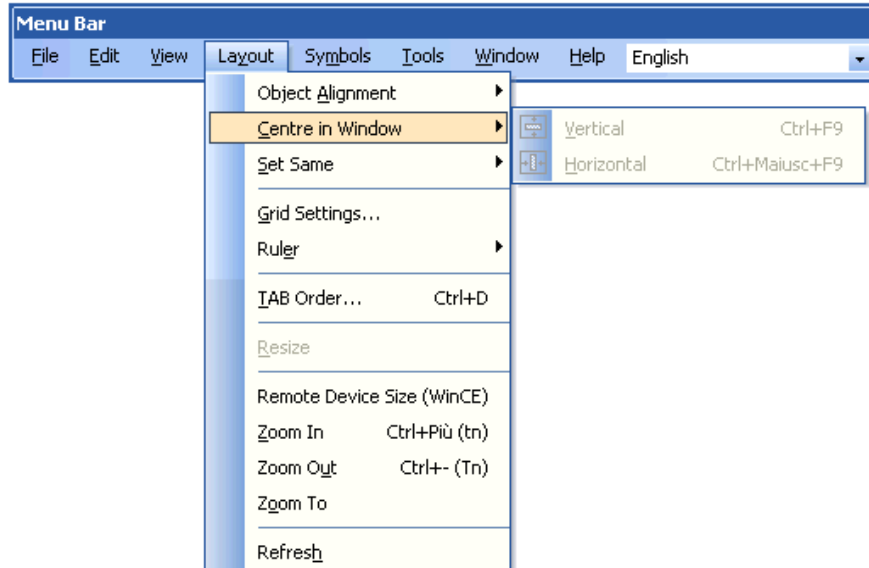 Menu Bar
File Edit View Layout Symbols Tools Window Help English
Object Alignment
Centre in Window
Vertical Ctrl+F9
Set Same
Horizontal Ctrl+Maiusc+F9
Grid Settings...
Ruler
TAB Order... Ctrl+D
Resize
Remote Device Size (WinCE)
Zoom In Ctrl+Più (tn)
Zoom Out Ctrl+- (Tn)
Zoom To
Refresh